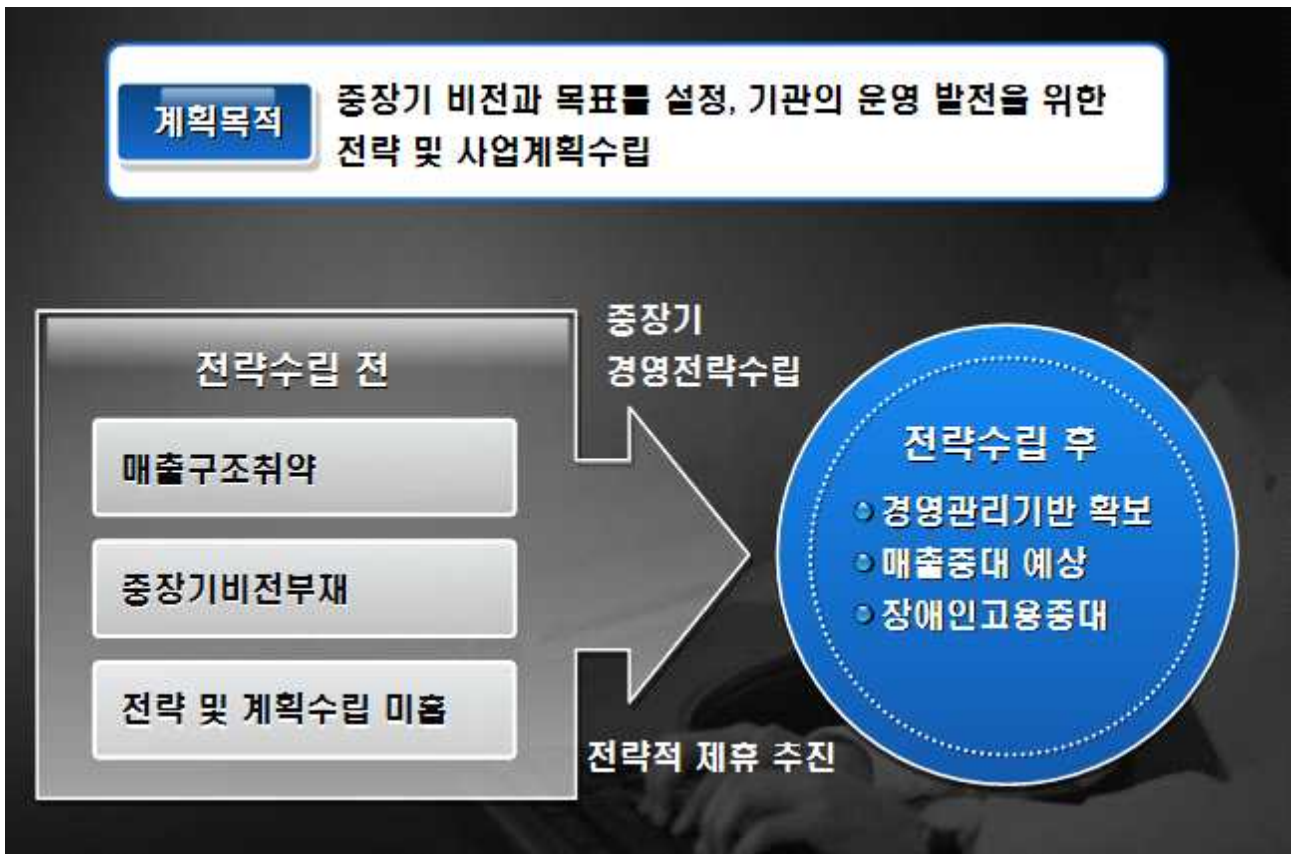 계획목적
중장기 비전과 목표를 설정, 기관의 운영 발전을 위한
전략 및 사업계획수립
전략수립 전
매출구조취약
중장기비전부재
전략 및 계획수립 미흡
중장기
경영전략수립
전략적 제휴 추진
전략수립 후
경영관리기반 확보
매출증대 예상
장애인고용증대